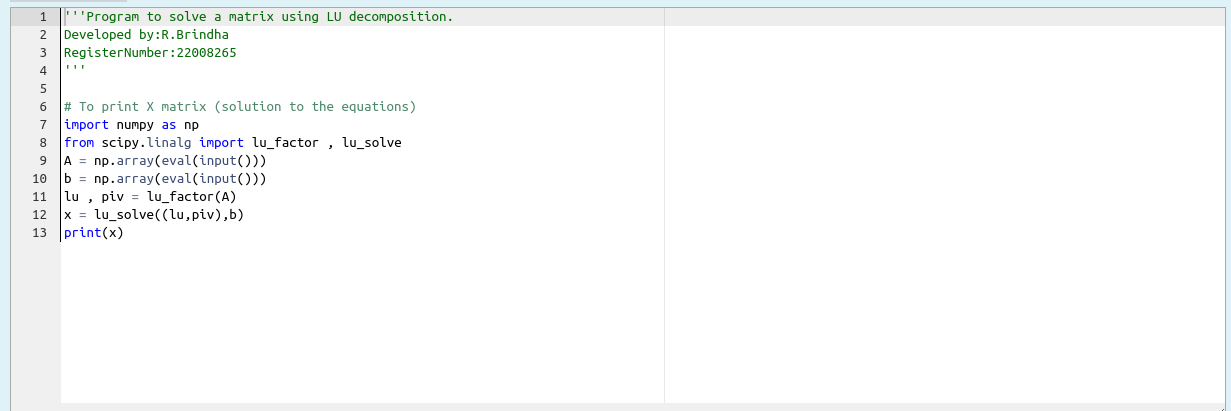 1 '''Program to solve a matrix using LU decomposition.
2 Developed by:R.Brindha
3 RegisterNumber:22008265
4 '''
5
6 # To print X matrix (solution to the equations)
7 import numpy as np
8 from scipy.linalg import lu_factor , lu_solve
9 A = np.array(eval(input()))
10 b = np.array(eval(input()))
11 lu , piv = lu_factor(A)
12 x = lu_solve((lu,piv),b)
13 print(x)